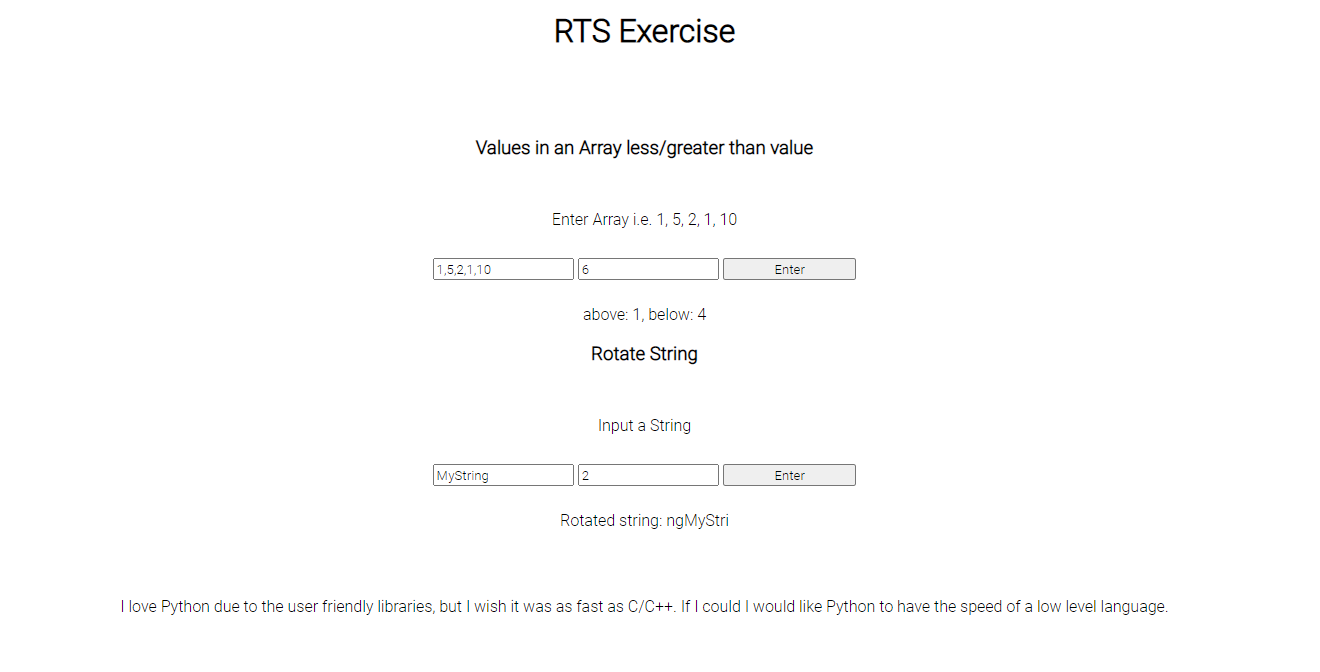 RTS Exercise
Values in an Array less/greater than value
Enter Array i.e. 1, 5, 2, 1, 10
1,5,2,1,10 6 Enter
above: 1, below: 4
Rotate String
Input a String
MyString 2 Enter
Rotated string: ngMyStri
I love Python due to the user friendly libraries, but I wish it was as fast as C/C++. If I could I would like Python to have the speed of a low level language.